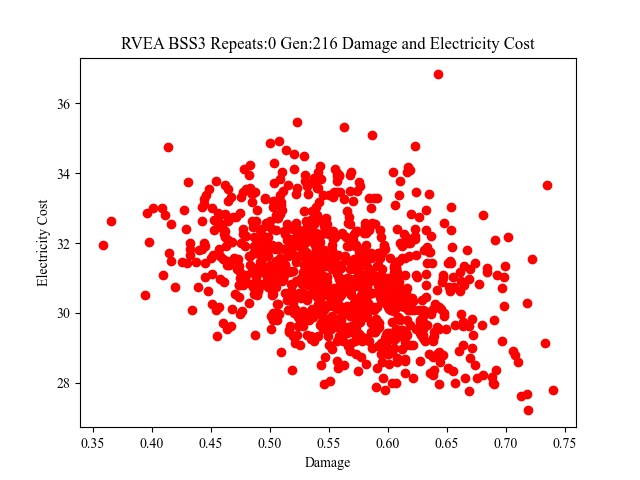 RVEA BSS3 Repeats:0 Gen:216 Damage and Electricity Cost
36
34
32
30
28
Electricity Cost
0.35 0.40 0.45 0.50 0.55 0.60 0.65 0.70 0.75
Damage